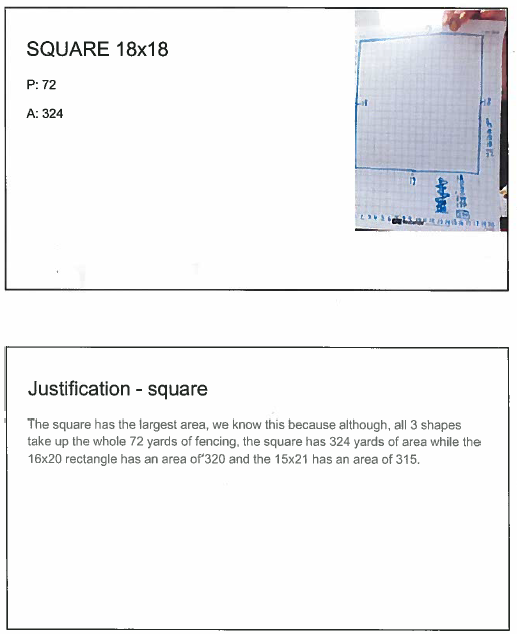 SQUARE 18x18
P: 72
A: 324
Justification - square
The square has the largest area, we know this because although, all 3 shapes
take up the whole 72 yards of fencing, the square has 324 yards of area while the
16x20 rectangle has an area of 320 and the 15x21 has an area of 315.